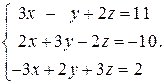 3x - y + 2z = 11
2x + 3y - 2z = -10.
-3x + 2y + 3z = 2